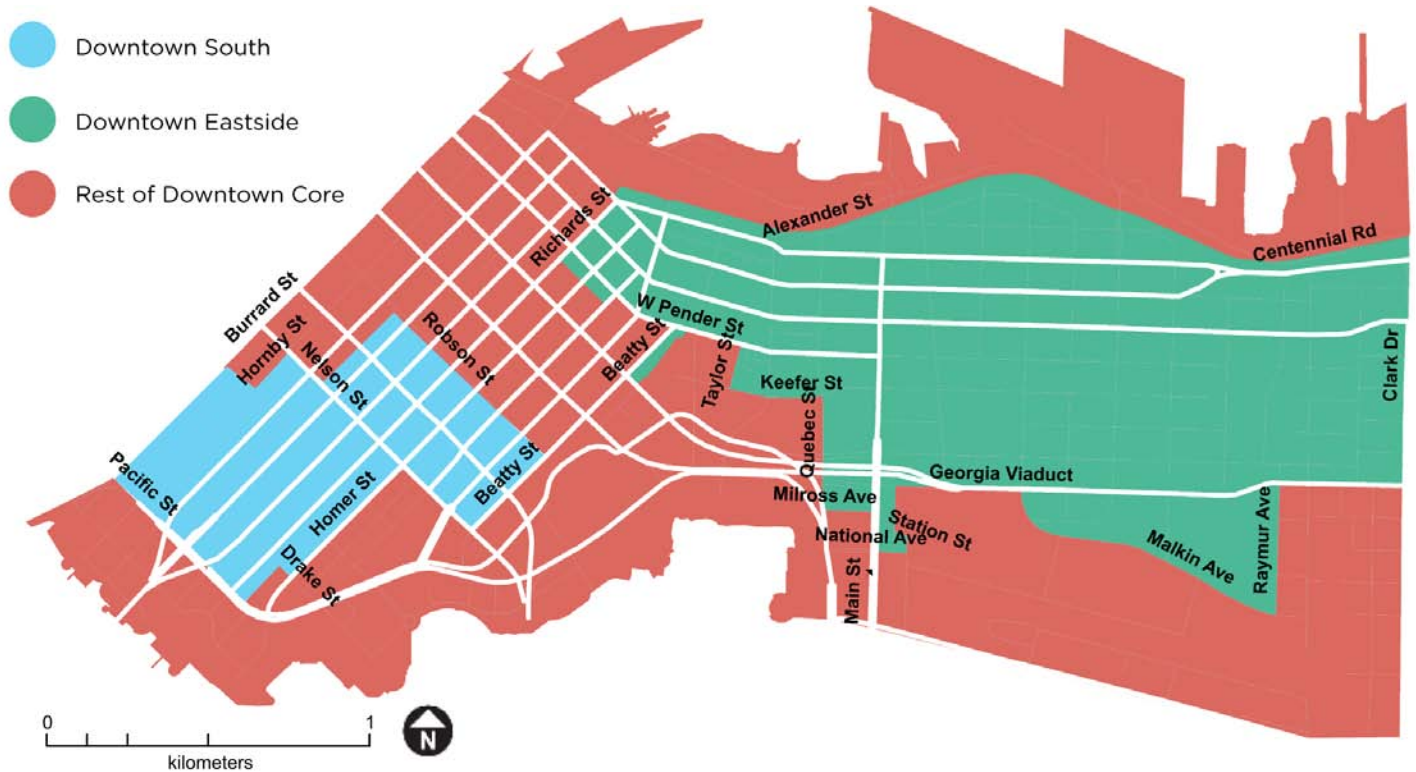 Downtown South
Downtown Eastside
Rest of Downtown Core
Richards St
Alexander St
Centennial Rd
Burrard St
Hornby St
Nelson St
Robson St
Beatty St
W Pender St
Taylor St
Keefer St
Clark Dr
Pacific St
Homer St
Drake St
Beatty St
Quebec St
Georgia Viaduct
Milross Ave
National Ave
Station St
Main St
Malkin Ave
Raymur Ave
0 1
kilometers
N